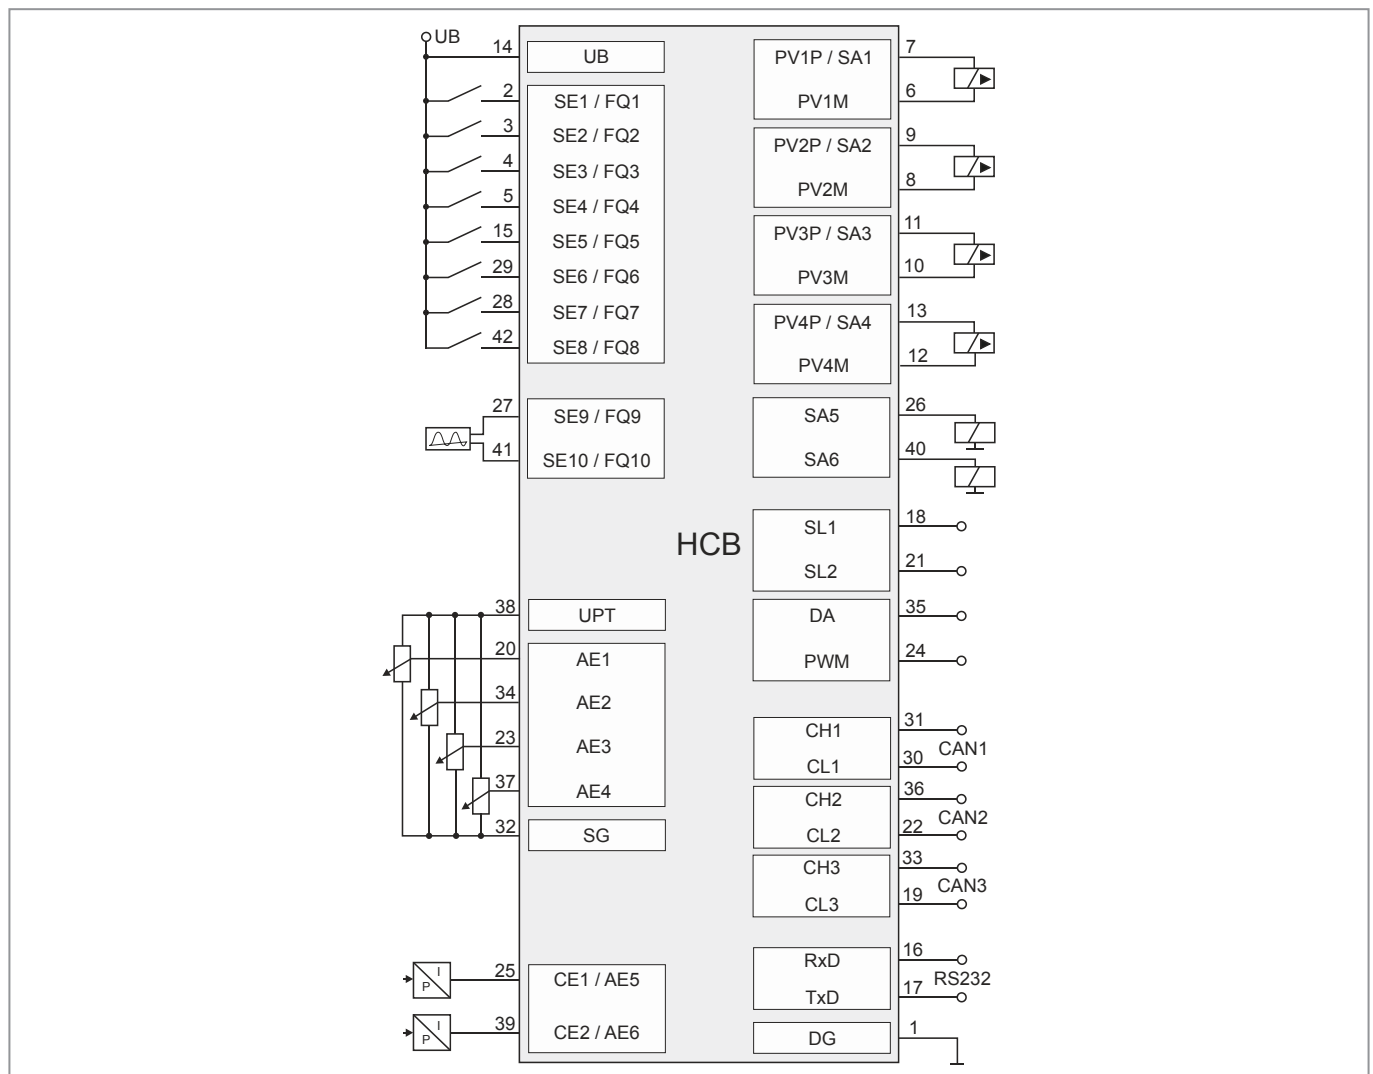 UB
14 UB
2 SE1 / FQ1
3 SE2 / FQ2
4 SE3 / FQ3
5 SE4 / FQ4
15 SE5 / FQ5
29 SE6 / FQ6
28 SE7 / FQ7
42 SE8 / FQ8
27 SE9 / FQ9
41 SE10 / FQ10
38 UPT
20 AE1
34 AE2
23 AE3
37 AE4
32 SG
I
P
25 CE1 / AE5
I
P
39 CE2 / AE6
HCB
PV1P / SA1 7
PV1M 6
PV2P / SA2 9
PV2M 8
PV3P / SA3 11
PV3M 10
PV4P / SA4 13
PV4M 12
SA5 26
SA6 40
SL1 18
SL2 21
DA 35
PWM 24
CH1 31
CAN1
CL1 30
CH2 36
CAN2
CL2 22
CH3 33
CAN3
CL3 19
RxD 16
RS232
TxD 17
DG 1